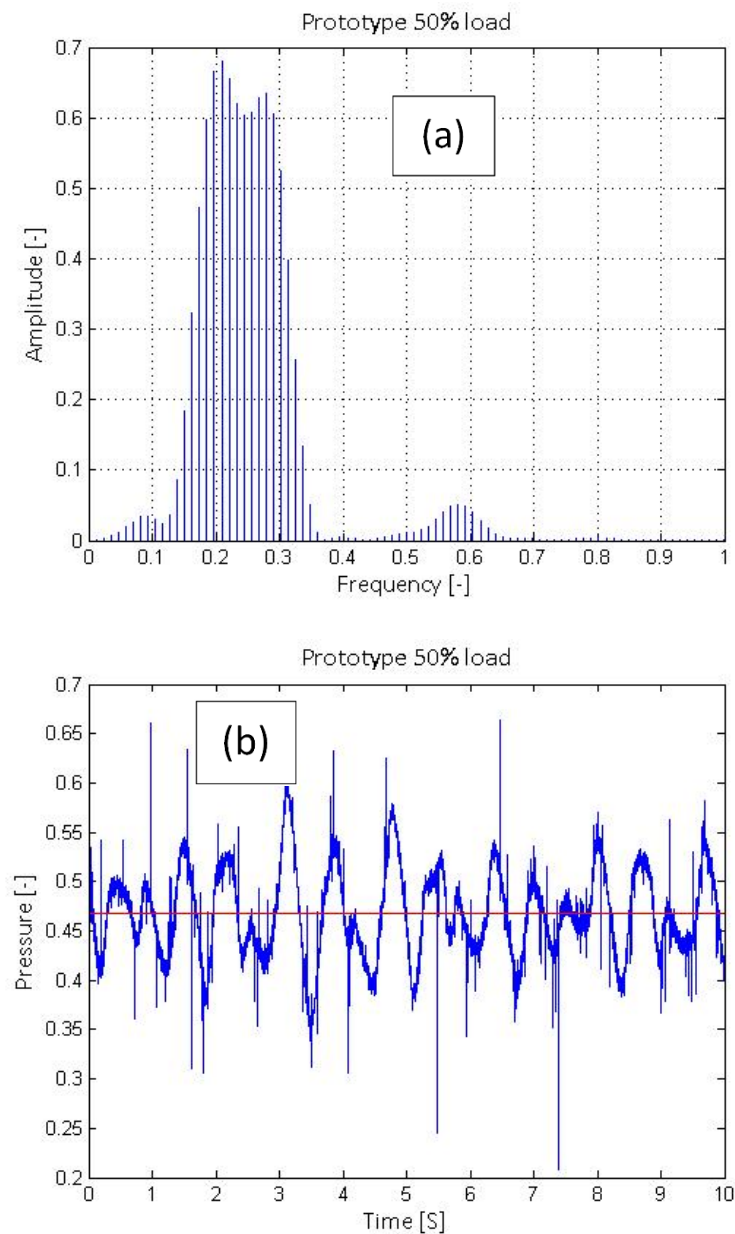 Prototype 50% load
0.7
0.6
0.5
0.4
0.3
0.2
0.1
0
(a)
Amplitude [-]
0 0.1 0.2 0.3 0.4 0.5 0.6 0.7 0.8 0.9 1
Frequency [-]
Prototype 50% load
0.7
0.65
0.6
0.55
0.5
0.45
0.4
0.35
0.3
0.25
0.2
(b)
Pressure [-]
0 1 2 3 4 5 6 7 8 9 10
Time [S]